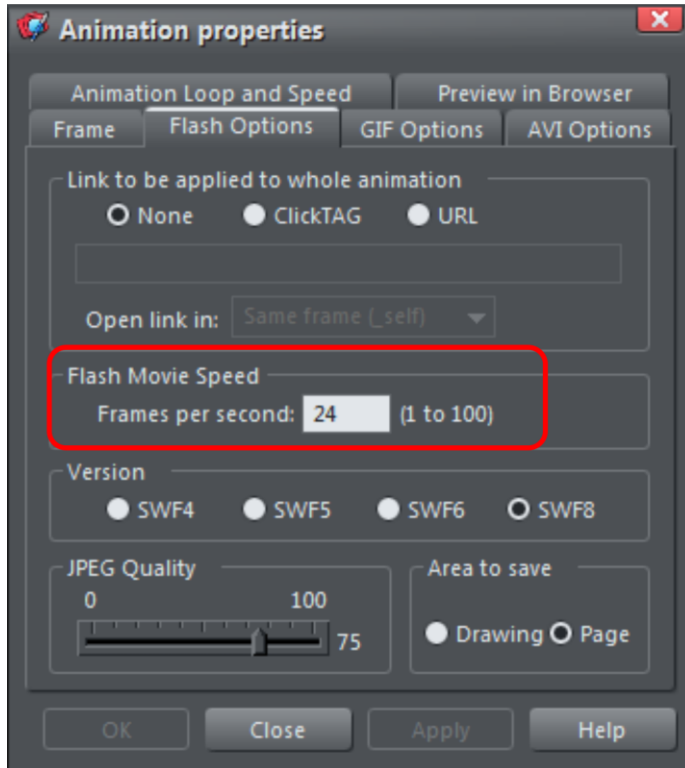 Animation properties
Animation Loop and Speed Preview in Browser
Frame Flash Options GIF Options AVI Options
Link to be applied to whole animation
None ClickTAG URL
Open link in: Same frame (_self)
Flash Movie Speed
Frames per second: 24 (1 to 100)
Version
SWF4 SWF5 SWF6 SWF8
JPEG Quality Area to save
0 100
75 Drawing Page
OK Close Apply Help